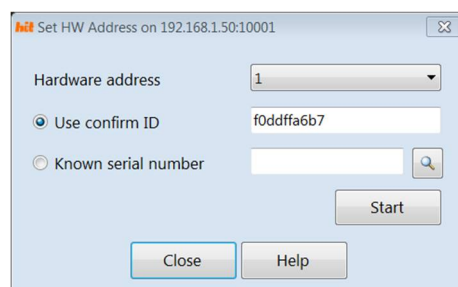 hit Set HW Address on 192.168.1.50:10001
Hardware address 1
Use confirm ID f0ddffa6b7
Known serial number
Start
Close Help